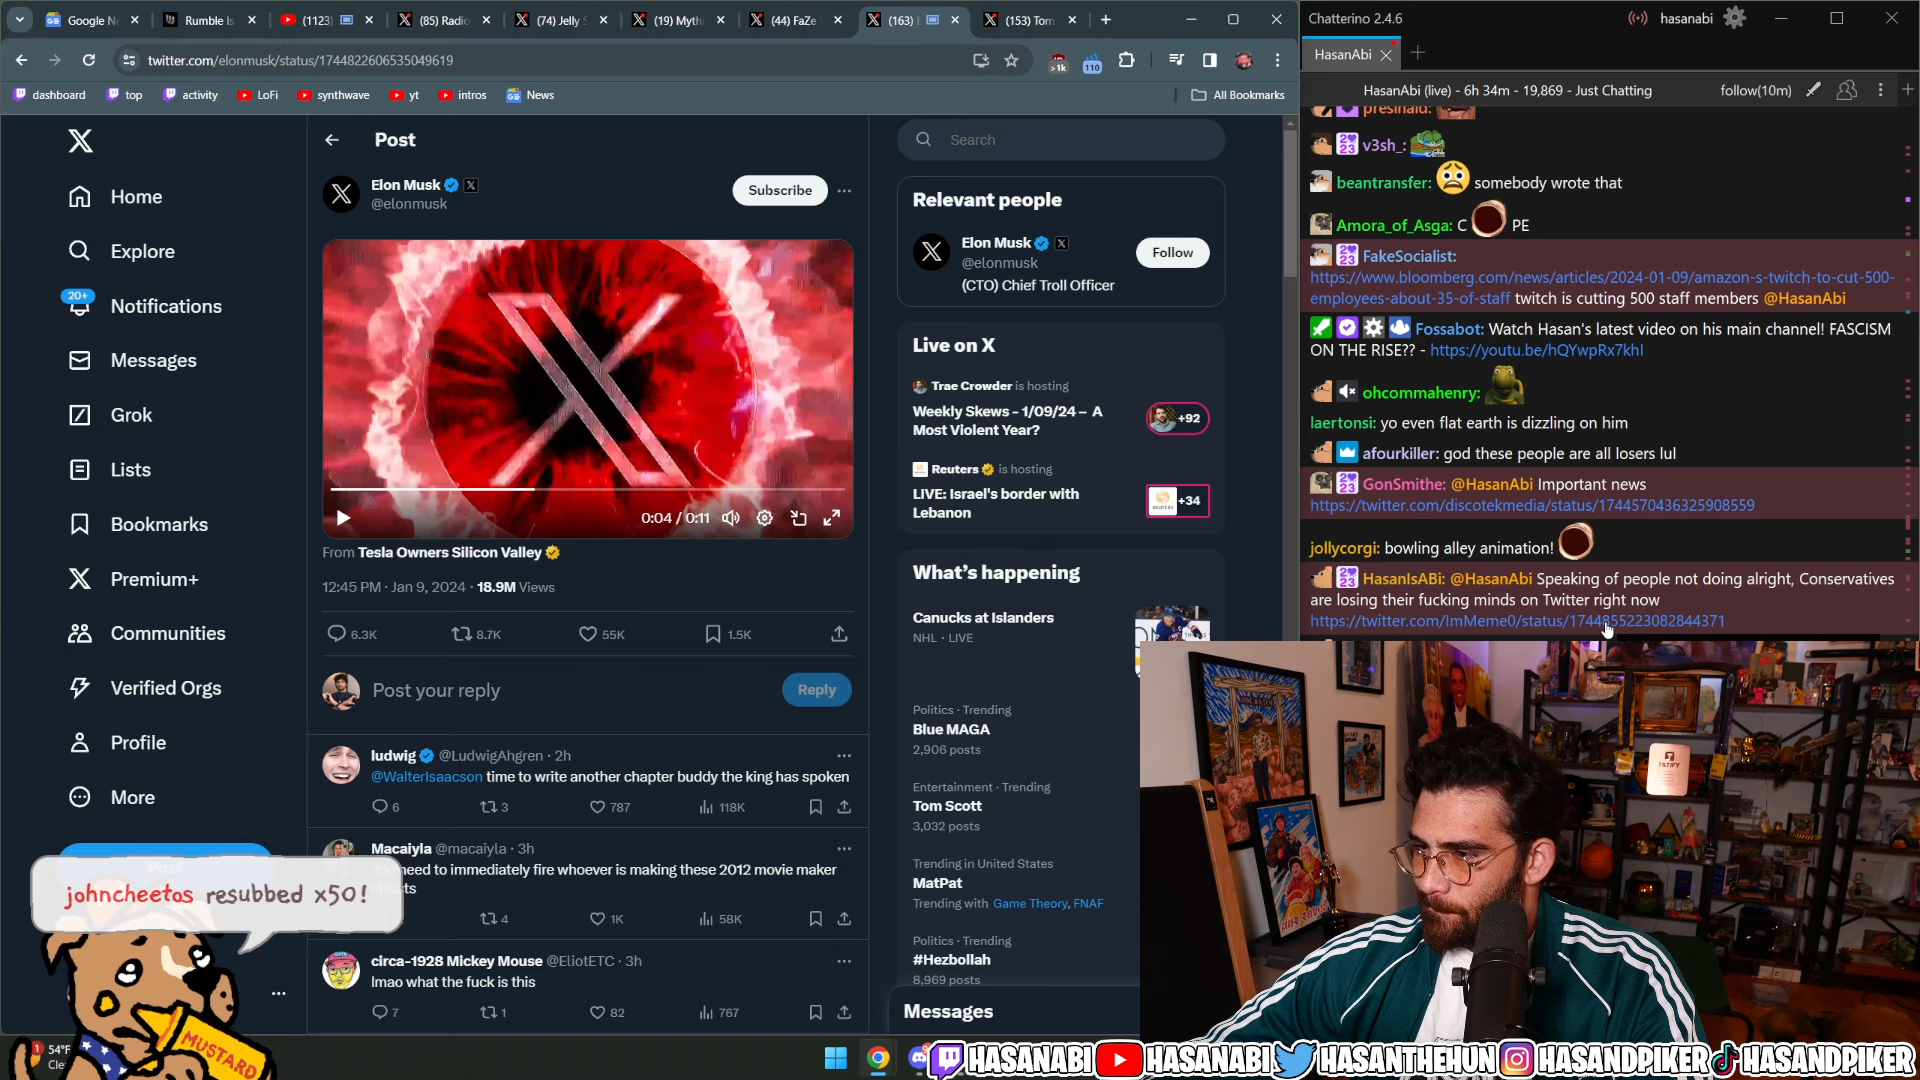 Google N
Rumble Is
(1123)
(85) Radio
(74) Jelly S
(19) Myth
(44) FaZe
(163) E
(153) Tom
twitter.com/elonmusk/status/1744822606535049619
>1k
110
dashboard
top
activity
LoFi
synthwave
yt
intros
News
All Bookmarks
Home
Explore
20+
Notifications
Messages
Grok
Lists
Bookmarks
Premium+
Communities
Verified Orgs
Profile
More
Post
johncheetos resubbed x50!
MUSTARD
Post
Elon Musk
@elonmusk
Subscribe
0:04 / 0:11
From Tesla Owners Silicon Valley
12:45 PM · Jan 9, 2024 · 18.9M Views
6.3K
8.7K
55K
1.5K
Post your reply
Reply
ludwig @LudwigAhgren · 2h
@WalterIsaacson time to write another chapter buddy the king has spoken
6
3
787
118K
Macaiyla @macaiyla · 3h
need to immediately fire whoever is making these 2012 movie maker
4
1K
58K
circa-1928 Mickey Mouse @EliotETC · 3h
lmao what the fuck is this
7
1
82
767
Search
Relevant people
Elon Musk
@elonmusk
Follow
(CTO) Chief Troll Officer
Live on X
Trae Crowder is hosting
Weekly Skews - 1/09/24 – A
Most Violent Year?
+92
Reuters is hosting
LIVE: Israel's border with
Lebanon
+34
What's happening
Canucks at Islanders
NHL · LIVE
Politics · Trending
Blue MAGA
2,906 posts
Entertainment · Trending
Tom Scott
3,032 posts
Trending in United States
MatPat
Trending with Game Theory, FNAF
Politics · Trending
#Hezbollah
8,969 posts
Messages
Chatterino 2.4.6
hasanabi
HasanAbi
HasanAbi (live) - 6h 34m - 19,869 - Just Chatting
follow(10m)
presinald:
v3sh_:
beantransfer: somebody wrote that
Amora_of_Asga: C PE
FakeSocialist:
https://www.bloomberg.com/news/articles/2024-01-09/amazon-s-twitch-to-cut-500-
employees-about-35-of-staff twitch is cutting 500 staff members @HasanAbi
Fossabot: Watch Hasan's latest video on his main channel! FASCISM
ON THE RISE?? - https://youtu.be/hQYwpRx7khI
ohcommahenry:
laertonsi: yo even flat earth is dizzling on him
afourkiller: god these people are all losers lul
GonSmithe: @HasanAbi Important news
https://twitter.com/discotekmedia/status/1744570436325908559
jollycorgi: bowling alley animation!
HasanIsABi: @HasanAbi Speaking of people not doing alright, Conservatives
are losing their fucking minds on Twitter right now
https://twitter.com/ImMeme0/status/1744855223082844371
TILTIFY
1
54°F
HASANABI
HASANABI
HASANTHEHUN
HASANDPIKER
HASANDPIKER